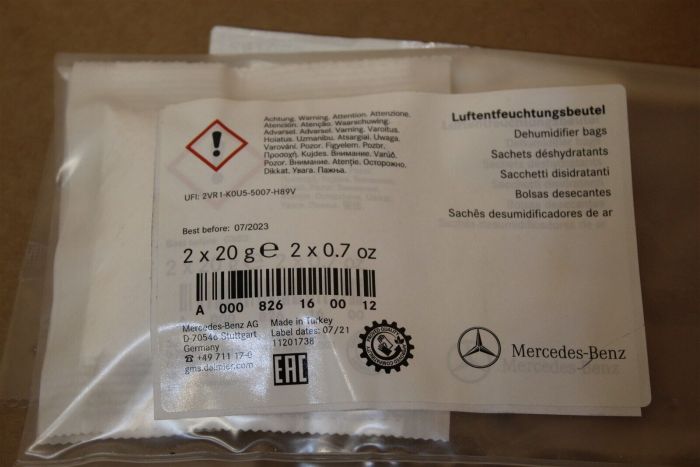 Achtung, Warning, Attention, Attenzione,
Atención, Atenção, Waarschuwing,
Advarsel, Advarsel, Varning, Varoitus,
Hoiatus, Uzmanibu, Atsargiai, Uwaga,
Varování, Pozor, Figyelem, Pozor,
Προσοχή, Kujdes, Внимание, Varúð,
Pozor, Внимание, Atenție, Осторожно,
Dikkat, Увага, Пажња.
UFI: 2VR1-K0U5-5007-H89V
Best before: 07/2023
2 x 20 g ℮ 2 x 0.7 oz
A 000 826 16 00 12
Mercedes-Benz AG
D-70546 Stuttgart
Germany
☎ +49 711 17-0
gms.daimler.com
Made in Turkey
Label dates: 07/21
11201738
EAC
Luftentfeuchtungsbeutel
Dehumidifier bags
Sachets déshydratants
Sacchetti disidratanti
Bolsas desecantes
Sachês desumidificadores de ar
Mercedes-Benz